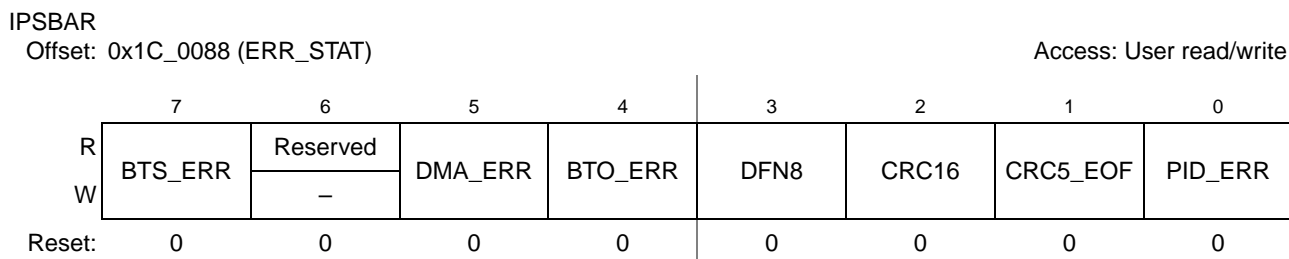 IPSBAR
Offset: 0x1C_0088 (ERR_STAT) Access: User read/write
7 6 5 4 3 2 1 0
R BTS_ERR Reserved DMA_ERR BTO_ERR DFN8 CRC16 CRC5_EOF PID_ERR
W –
Reset: 0 0 0 0 0 0 0 0